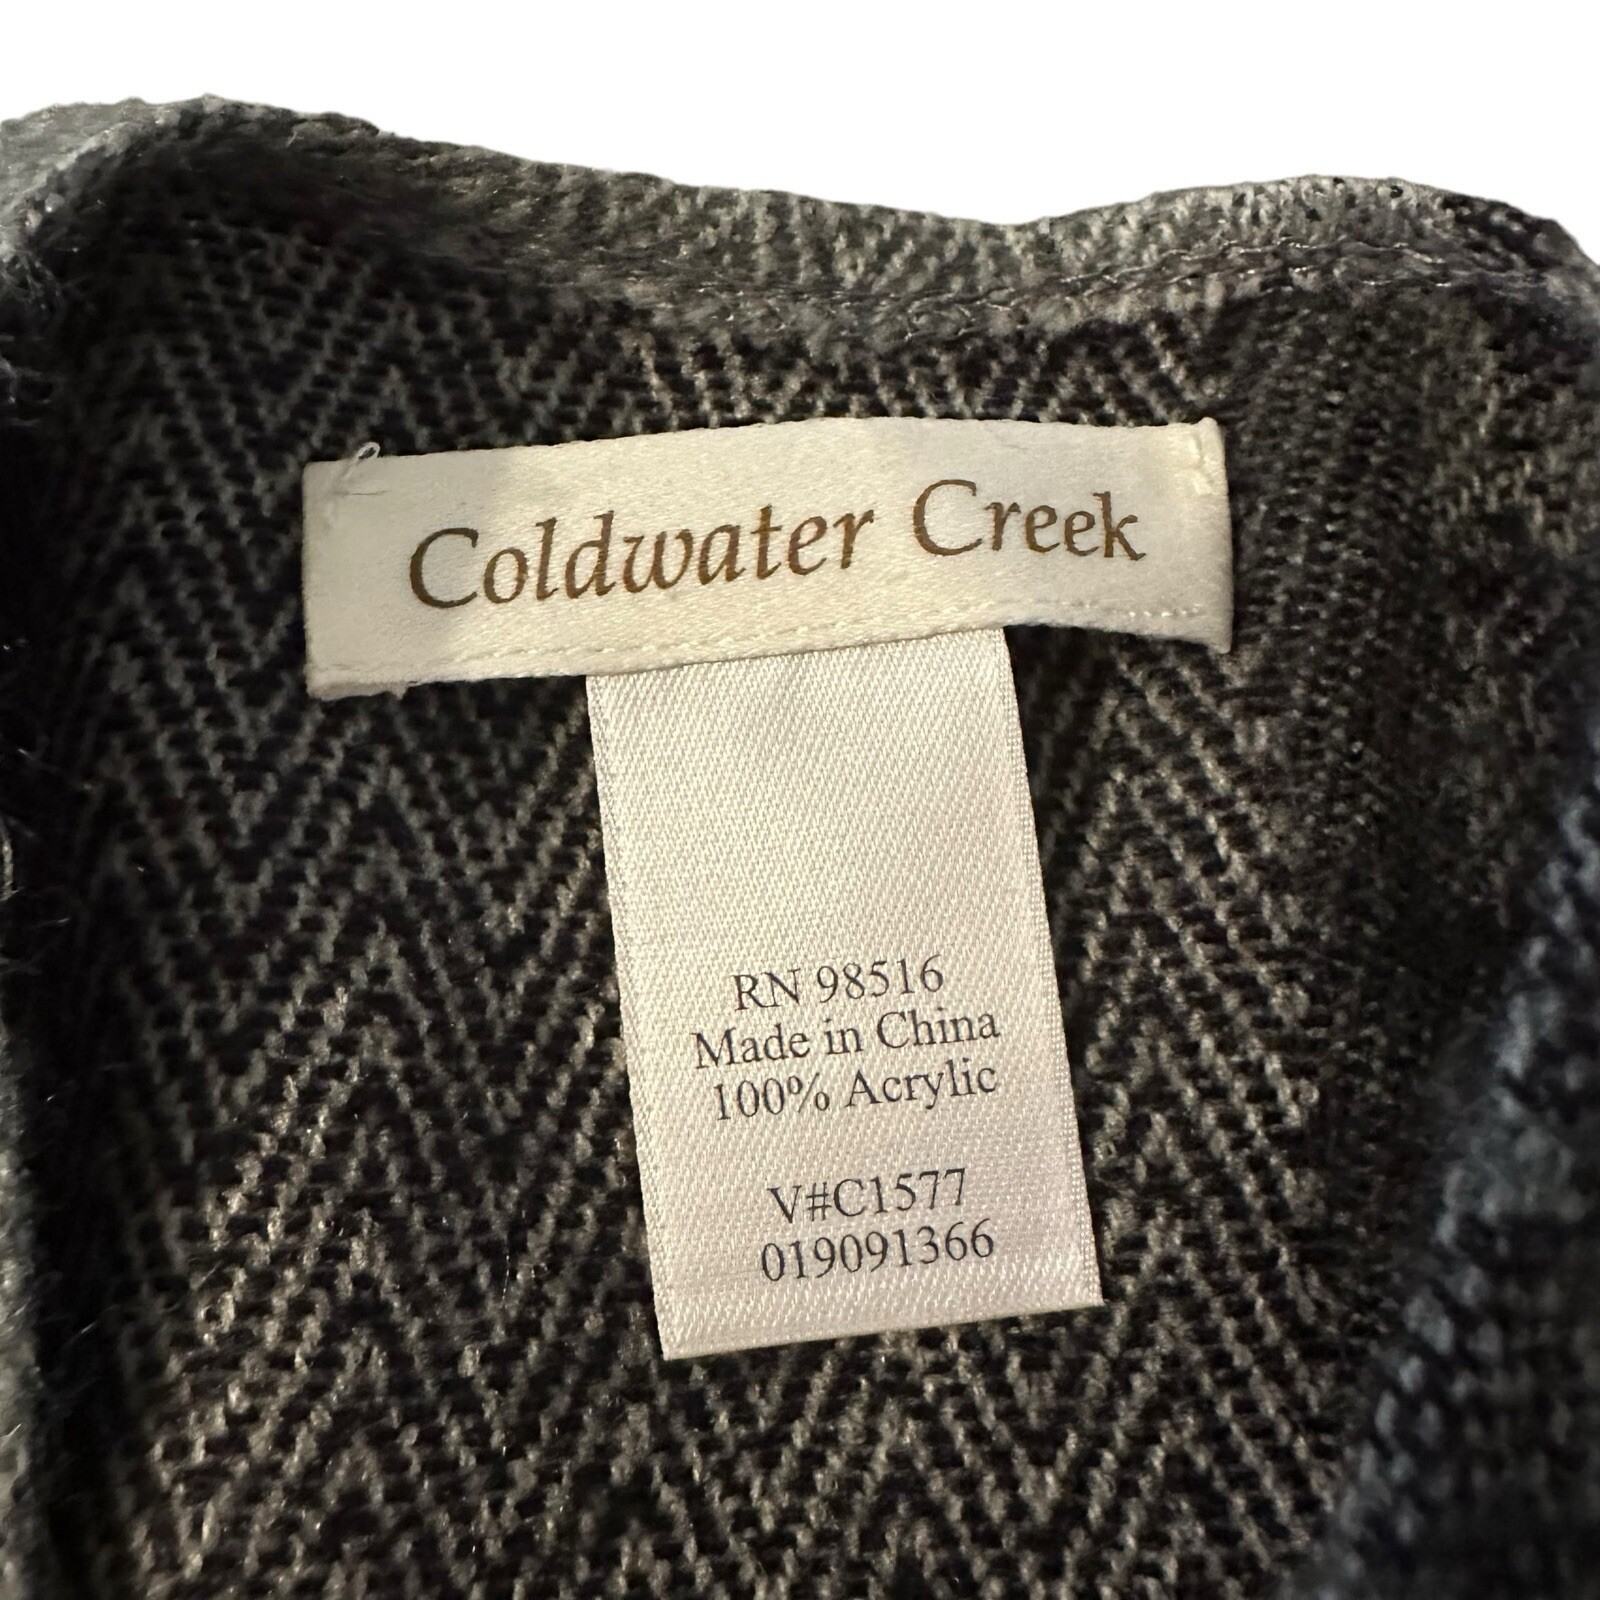 Coldwater Creek
RN 98516
Made in China
100% Acrylic
V#C1577
019091366